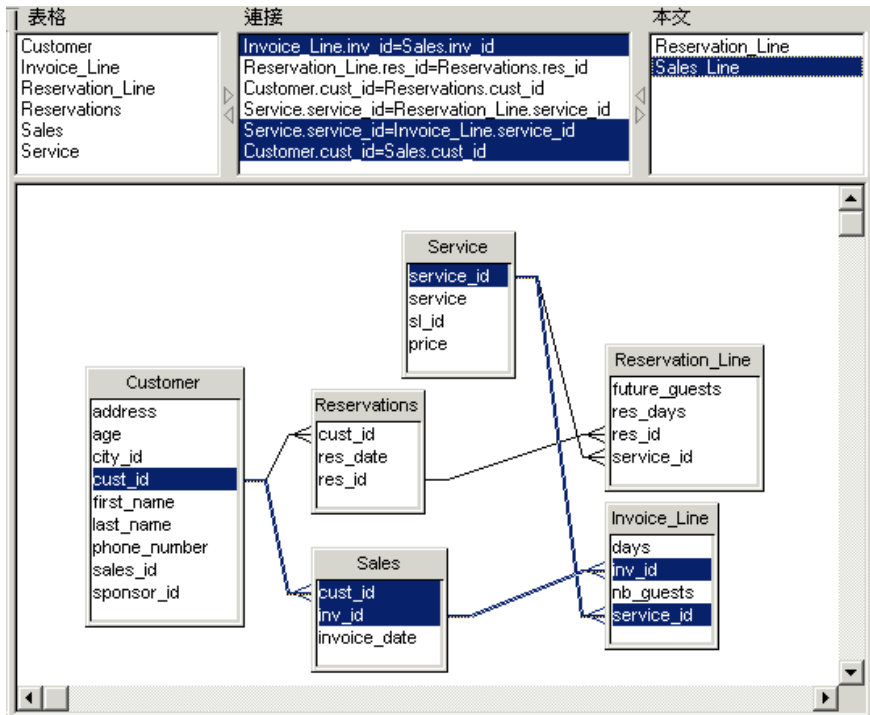 表格
Customer
Invoice_Line
Reservation_Line
Reservations
Sales
Service
連接
Invoice_Line.inv_id=Sales.inv_id
Reservation_Line.res_id=Reservations.res_id
Customer.cust_id=Reservations.cust_id
Service.service_id=Reservation_Line.service_id
Service.service_id=Invoice_Line.service_id
Customer.cust_id=Sales.cust_id
本文
Reservation_Line
Sales_Line
Service
service_id
service
sl_id
price
Customer
address
age
city_id
cust_id
first_name
last_name
phone_number
sales_id
sponsor_id
Reservations
cust_id
res_date
res_id
Sales
cust_id
inv_id
invoice_date
Reservation_Line
future_guests
res_days
res_id
service_id
Invoice_Line
days
inv_id
nb_guests
service_id